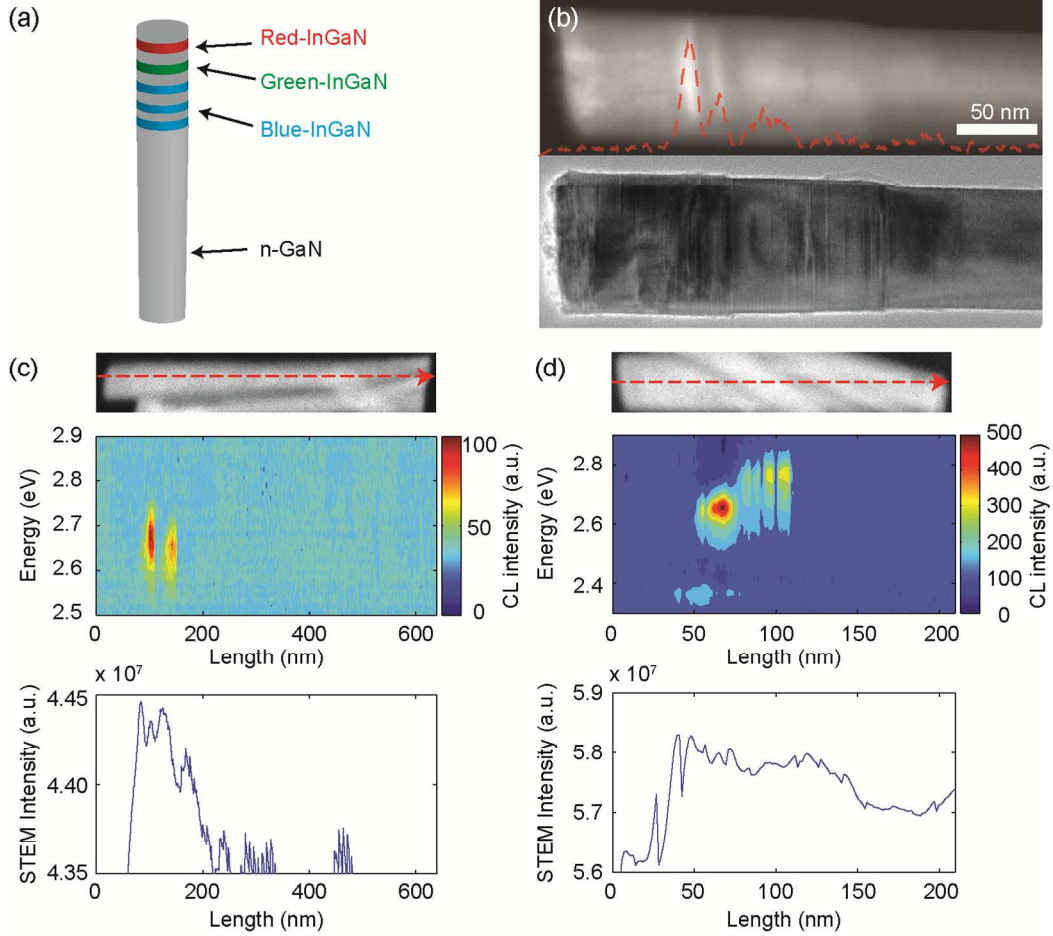 (a)
Red-InGaN
Green-InGaN
Blue-InGaN
n-GaN
(b)
50 nm
(c)
2.9
2.8
2.7
2.6
2.5
Energy (eV)
0 200 400 600
Length (nm)
100
50
0
CL intensity (a.u.)
x 10⁷
4.45
4.40
4.35
STEM Intensity (a.u.)
0 200 400 600
Length (nm)
(d)
2.8
2.6
2.4
Energy (eV)
0 50 100 150 200
Length (nm)
500
400
300
200
100
0
CL intensity (a.u.)
x 10⁷
5.9
5.8
5.7
5.6
STEM Intensity (a.u.)
0 50 100 150 200
Length (nm)